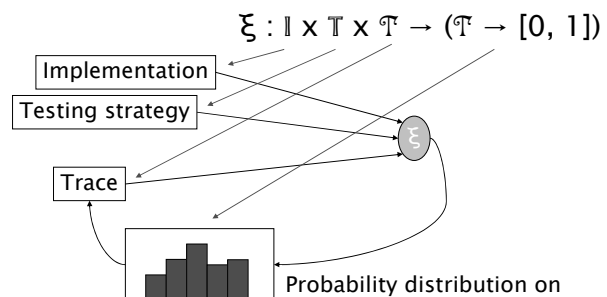 ξ : 𝕀 x 𝕋 x 𝒯 → (𝒯 → [0, 1])
Implementation
Testing strategy
ξ
Trace
Probability distribution on